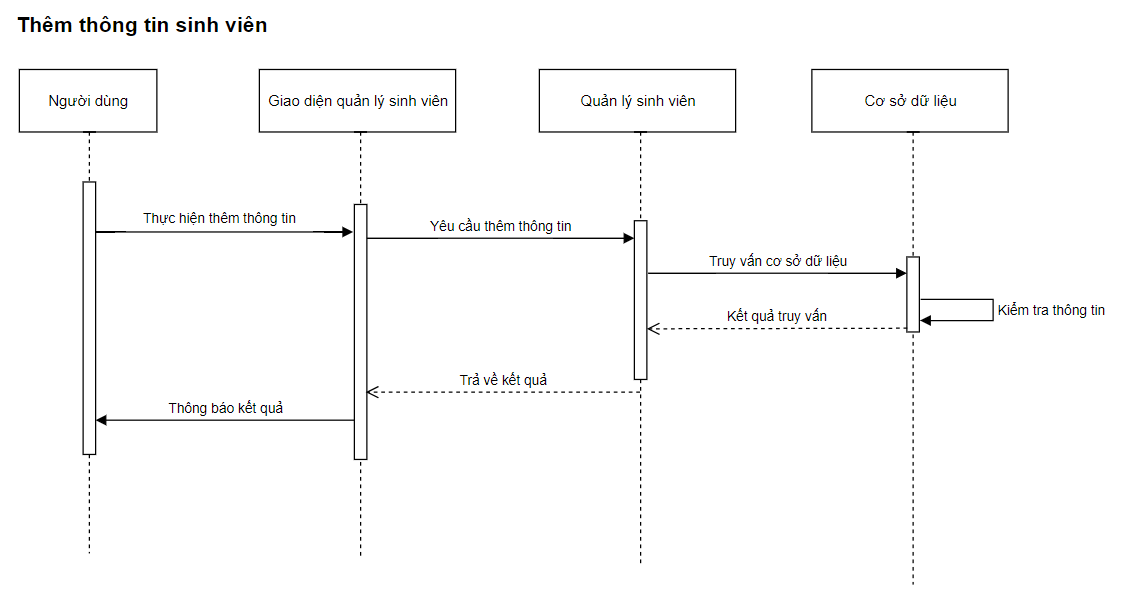 Thêm thông tin sinh viên
Người dùng
Giao diện quản lý sinh viên
Quản lý sinh viên
Cơ sở dữ liệu
Thực hiện thêm thông tin
Yêu cầu thêm thông tin
Truy vấn cơ sở dữ liệu
Kiểm tra thông tin
Kết quả truy vấn
Trả về kết quả
Thông báo kết quả